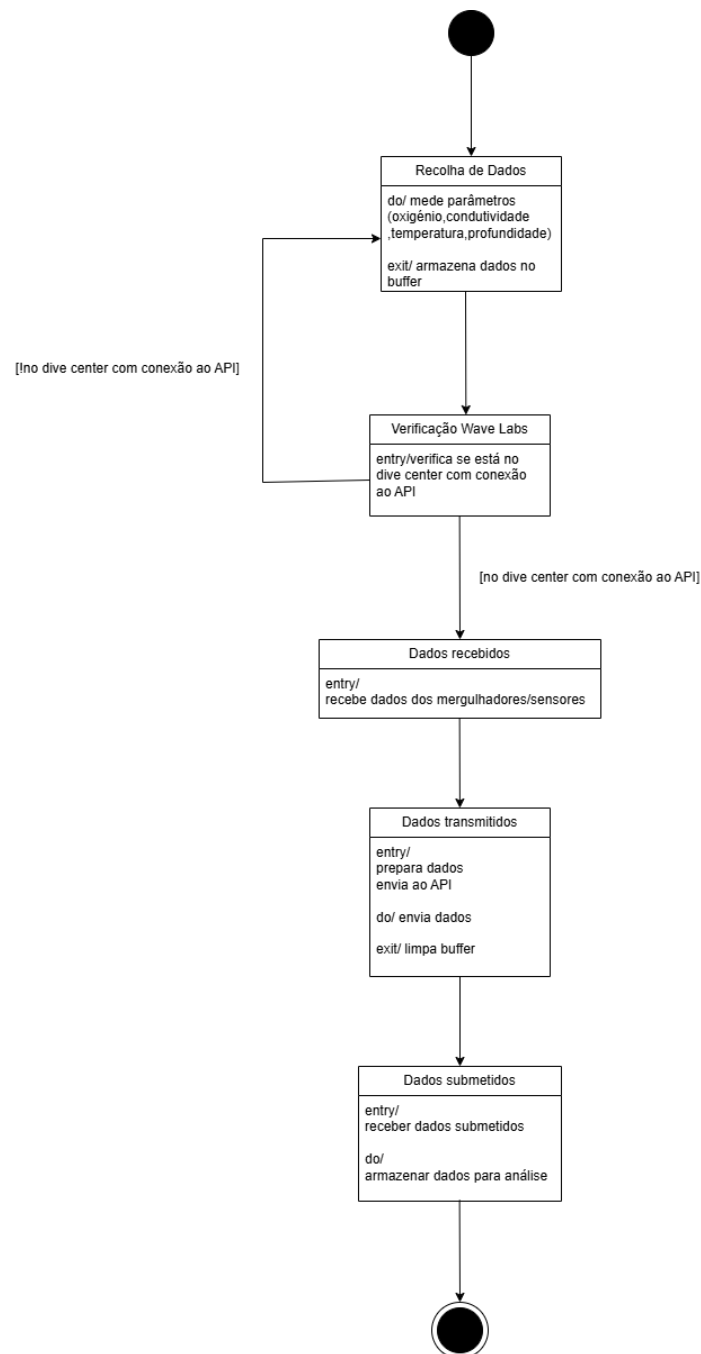 Recolha de Dados
do/ mede parâmetros
(oxigénio,condutividade
,temperatura,profundidade)
exit/ armazena dados no
buffer
[!no dive center com conexão ao API]
Verificação Wave Labs
entry/verifica se está no
dive center com conexão
ao API
[no dive center com conexão ao API]
Dados recebidos
entry/
recebe dados dos mergulhadores/sensores
Dados transmitidos
entry/
prepara dados
envia ao API
do/ envia dados
exit/ limpa buffer
Dados submetidos
entry/
receber dados submetidos
do/
armazenar dados para análise